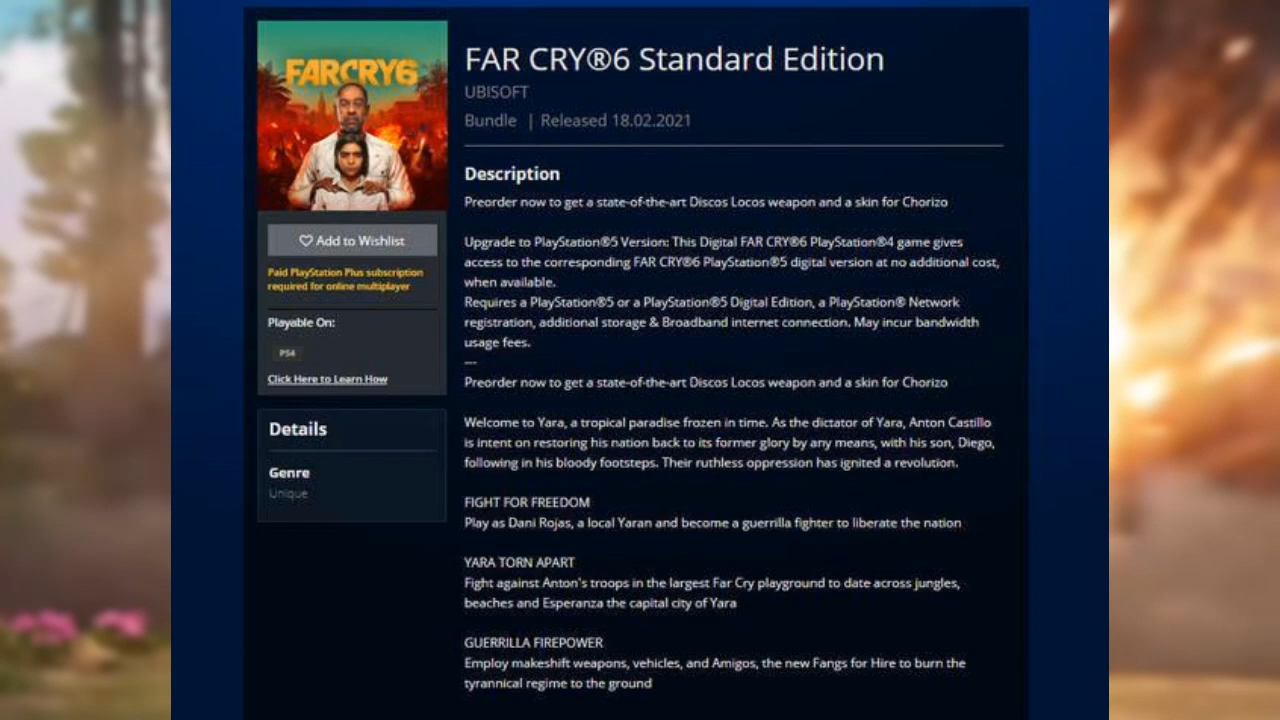 FARCRY6
FAR CRY®6 Standard Edition
UBISOFT
Bundle | Released 18.02.2021
Add to Wishlist
Paid PlayStation Plus subscription
required for online multiplayer
Playable On:
PS4
Click Here to Learn How
Details
Genre
Unique
Description
Preorder now to get a state-of-the-art Discos Locos weapon and a skin for Chorizo
Upgrade to PlayStation®5 Version: This Digital FAR CRY®6 PlayStation®4 game gives
access to the corresponding FAR CRY®6 PlayStation®5 digital version at no additional cost,
when available.
Requires a PlayStation®5 or a PlayStation®5 Digital Edition, a PlayStation® Network
registration, additional storage & Broadband internet connection. May incur bandwidth
usage fees.
---
Preorder now to get a state-of-the-art Discos Locos weapon and a skin for Chorizo
Welcome to Yara, a tropical paradise frozen in time. As the dictator of Yara, Anton Castillo
is intent on restoring his nation back to its former glory by any means, with his son, Diego,
following in his bloody footsteps. Their ruthless oppression has ignited a revolution.
FIGHT FOR FREEDOM
Play as Dani Rojas, a local Yaran and become a guerrilla fighter to liberate the nation
YARA TORN APART
Fight against Anton's troops in the largest Far Cry playground to date across jungles,
beaches and Esperanza the capital city of Yara
GUERRILLA FIREPOWER
Employ makeshift weapons, vehicles, and Amigos, the new Fangs for Hire to burn the
tyrannical regime to the ground